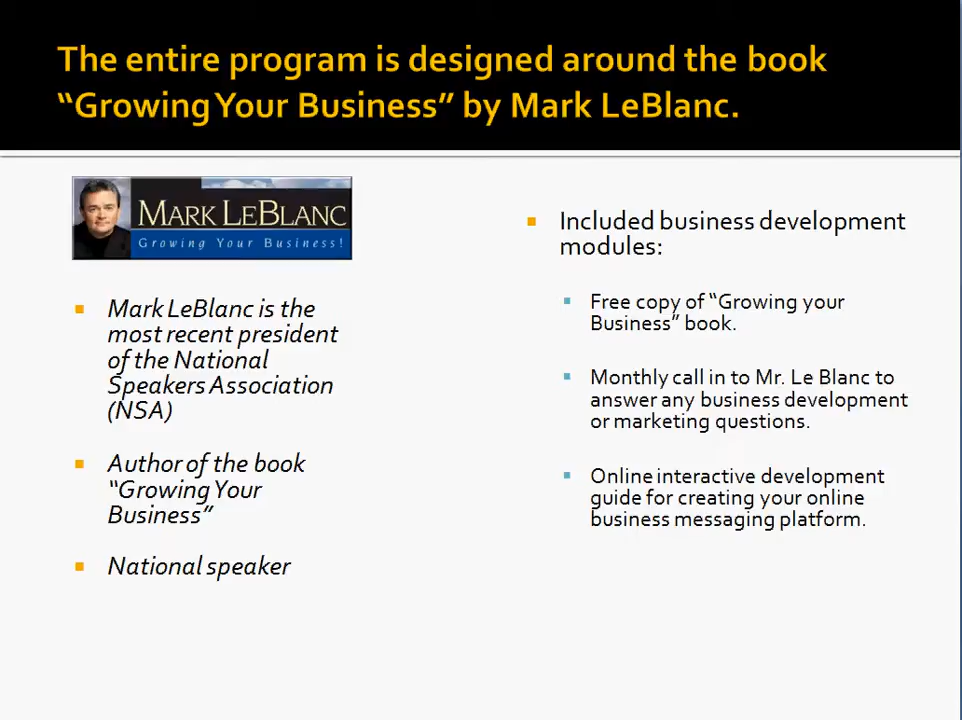 The entire program is designed around the book
“Growing Your Business” by Mark LeBlanc.
MARK LEBLANC
Growing Your Business!
Mark LeBlanc is the
most recent president
of the National
Speakers Association
(NSA)
Author of the book
“Growing Your
Business”
National speaker
Included business development
modules:
Free copy of “Growing your
Business” book.
Monthly call in to Mr. Le Blanc to
answer any business development
or marketing questions.
Online interactive development
guide for creating your online
business messaging platform.